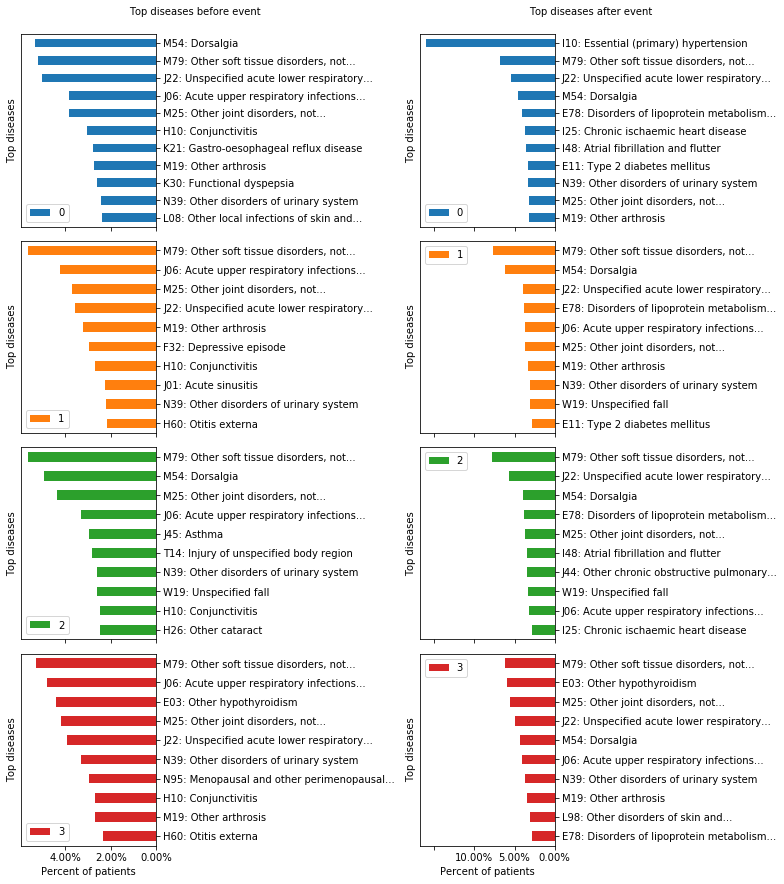 Top diseases before event
Top diseases
M54: Dorsalgia
M79: Other soft tissue disorders, not...
J22: Unspecified acute lower respiratory...
J06: Acute upper respiratory infections...
M25: Other joint disorders, not...
H10: Conjunctivitis
K21: Gastro-oesophageal reflux disease
M19: Other arthrosis
K30: Functional dyspepsia
N39: Other disorders of urinary system
L08: Other local infections of skin and...
0
Top diseases
M79: Other soft tissue disorders, not...
J06: Acute upper respiratory infections...
M25: Other joint disorders, not...
J22: Unspecified acute lower respiratory...
M19: Other arthrosis
F32: Depressive episode
H10: Conjunctivitis
J01: Acute sinusitis
N39: Other disorders of urinary system
H60: Otitis externa
1
Top diseases
M79: Other soft tissue disorders, not...
M54: Dorsalgia
M25: Other joint disorders, not...
J06: Acute upper respiratory infections...
J45: Asthma
T14: Injury of unspecified body region
N39: Other disorders of urinary system
W19: Unspecified fall
H10: Conjunctivitis
H26: Other cataract
2
Top diseases
M79: Other soft tissue disorders, not...
J06: Acute upper respiratory infections...
E03: Other hypothyroidism
M25: Other joint disorders, not...
J22: Unspecified acute lower respiratory...
N39: Other disorders of urinary system
N95: Menopausal and other perimenopausal...
H10: Conjunctivitis
M19: Other arthrosis
H60: Otitis externa
3
4.00% 2.00% 0.00%
Percent of patients
Top diseases after event
Top diseases
I10: Essential (primary) hypertension
M79: Other soft tissue disorders, not...
J22: Unspecified acute lower respiratory...
M54: Dorsalgia
E78: Disorders of lipoprotein metabolism...
I25: Chronic ischaemic heart disease
I48: Atrial fibrillation and flutter
E11: Type 2 diabetes mellitus
N39: Other disorders of urinary system
M25: Other joint disorders, not...
M19: Other arthrosis
0
Top diseases
1
M79: Other soft tissue disorders, not...
M54: Dorsalgia
J22: Unspecified acute lower respiratory...
E78: Disorders of lipoprotein metabolism...
J06: Acute upper respiratory infections...
M25: Other joint disorders, not...
M19: Other arthrosis
N39: Other disorders of urinary system
W19: Unspecified fall
E11: Type 2 diabetes mellitus
Top diseases
2
M79: Other soft tissue disorders, not...
J22: Unspecified acute lower respiratory...
M54: Dorsalgia
E78: Disorders of lipoprotein metabolism...
M25: Other joint disorders, not...
I48: Atrial fibrillation and flutter
J44: Other chronic obstructive pulmonary...
W19: Unspecified fall
J06: Acute upper respiratory infections...
I25: Chronic ischaemic heart disease
Top diseases
3
M79: Other soft tissue disorders, not...
E03: Other hypothyroidism
M25: Other joint disorders, not...
J22: Unspecified acute lower respiratory...
M54: Dorsalgia
J06: Acute upper respiratory infections...
N39: Other disorders of urinary system
M19: Other arthrosis
L98: Other disorders of skin and...
E78: Disorders of lipoprotein metabolism...
10.00% 5.00% 0.00%
Percent of patients